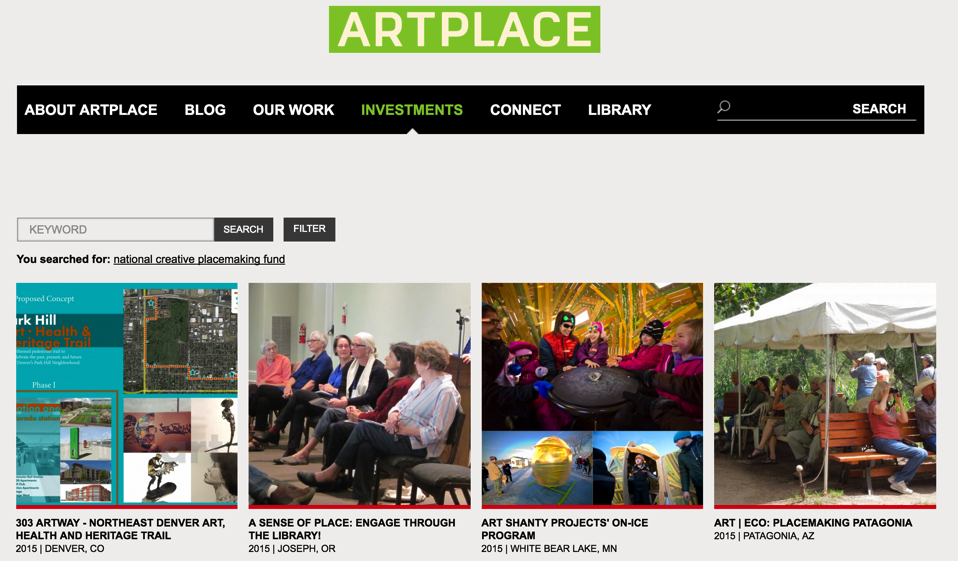 ARTPLACE
ABOUT ARTPLACE BLOG OUR WORK INVESTMENTS CONNECT LIBRARY SEARCH
KEYWORD SEARCH FILTER
You searched for: national creative placemaking fund
Proposed Concept
rk Hill
rt • Health &
eritage Trail
Phase I
303 ARTWAY - NORTHEAST DENVER ART,
HEALTH AND HERITAGE TRAIL
2015 | DENVER, CO
A SENSE OF PLACE: ENGAGE THROUGH
THE LIBRARY!
2015 | JOSEPH, OR
ART SHANTY PROJECTS' ON-ICE
PROGRAM
2015 | WHITE BEAR LAKE, MN
ART | ECO: PLACEMAKING PATAGONIA
2015 | PATAGONIA, AZ